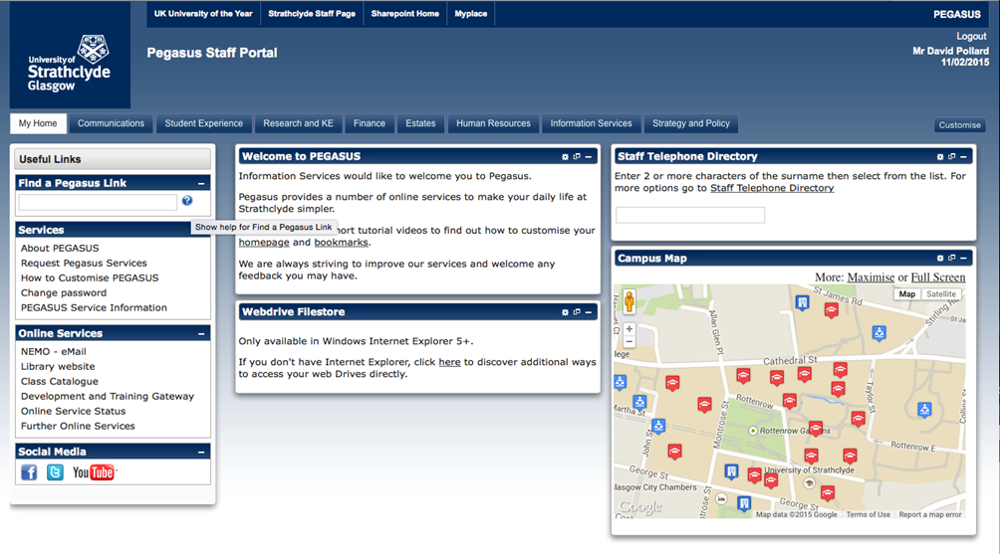 UK University of the Year
Strathclyde Staff Page
Sharepoint Home
Myplace
PEGASUS
University of
Strathclyde
Glasgow
Pegasus Staff Portal
Logout
Mr David Pollard
11/02/2015
My Home
Communications
Student Experience
Research and KE
Finance
Estates
Human Resources
Information Services
Strategy and Policy
Customise
Useful Links
Find a Pegasus Link
?
Show help for Find a Pegasus Link
Services
About PEGASUS
Request Pegasus Services
How to Customise PEGASUS
Change password
PEGASUS Service Information
Online Services
NEMO - eMail
Library website
Class Catalogue
Development and Training Gateway
Online Service Status
Further Online Services
Social Media
f
t
YouTube
Welcome to PEGASUS
Information Services would like to welcome you to Pegasus.
Pegasus provides a number of online services to make your daily life at
Strathclyde simpler.
ort tutorial videos to find out how to customise your
homepage and bookmarks.
We are always striving to improve our services and welcome any
feedback you may have.
Webdrive Filestore
Only available in Windows Internet Explorer 5+.
If you don't have Internet Explorer, click here to discover additional ways
to access your web Drives directly.
Staff Telephone Directory
Enter 2 or more characters of the surname then select from the list. For
more options go to Staff Telephone Directory
Campus Map
More: Maximise or Full Screen
Map
Satellite
+
−
St James Rd
Stirling Rd
St Ja
Allan Glen Pl
lege
Cathedral St
Taylor St
Collins St
Martha St
Rottenrow
Montrose St
John St
Rottenrow Gardens
Rottenrow E
George St
University of Strathclyde
lasgow City Chambers
Montrose St
George St
Google
Map data ©2015 Google
Terms of Use
Report a map error